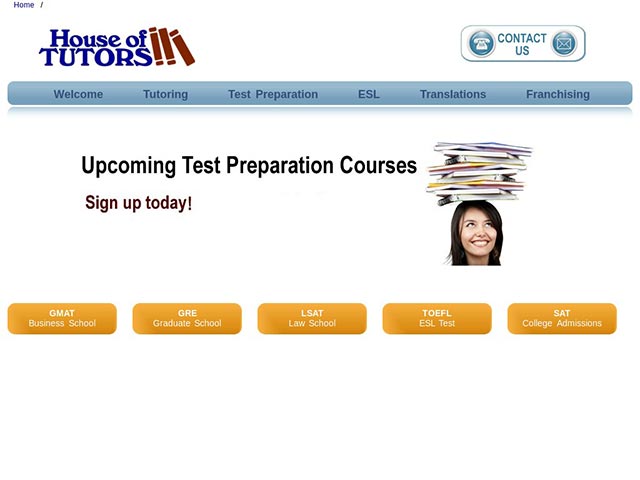 Home /
House of
TUTORS
CONTACT
US
Welcome Tutoring Test Preparation ESL Translations Franchising
Upcoming Test Preparation Courses
Sign up today!
GMAT
Business School
GRE
Graduate School
LSAT
Law School
TOEFL
ESL Test
SAT
College Admissions